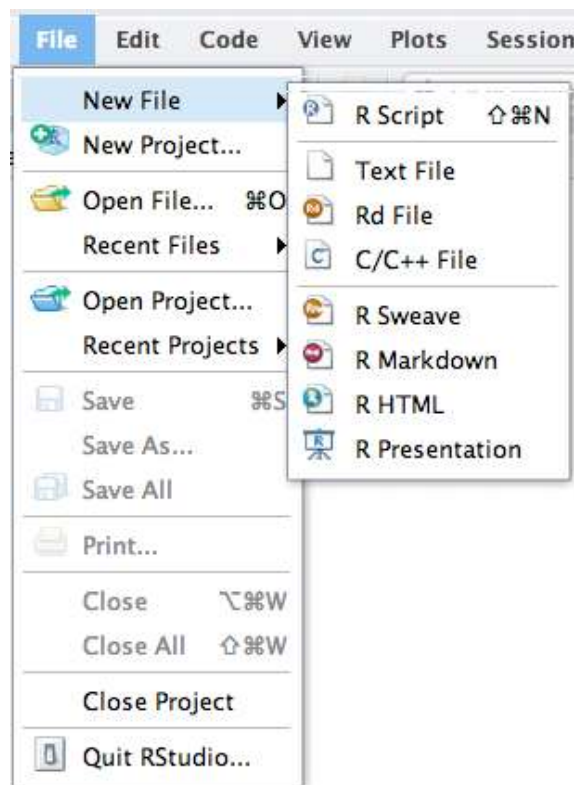 File Edit Code View Plots Session
New File
New Project...
Open File... ⌘O
Recent Files
Open Project...
Recent Projects
Save ⌘S
Save As...
Save All
Print...
Close ⌥⌘W
Close All ⇧⌘W
Close Project
Quit RStudio...
R Script ⇧⌘N
Text File
Rd File
C/C++ File
R Sweave
R Markdown
R HTML
R Presentation